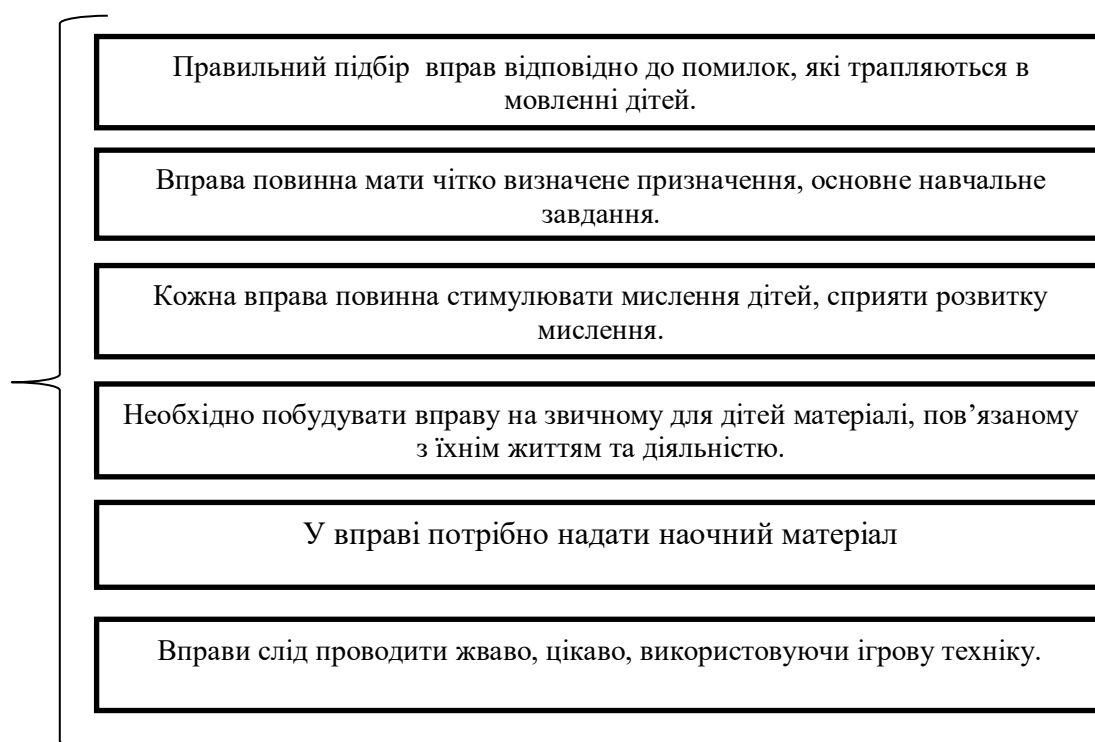 Правильний підбір  вправ відповідно до помилок, які трапляються в
мовленні дітей.
Вправа повинна мати чітко визначене призначення, основне навчальне
завдання.
Кожна вправа повинна стимулювати мислення дітей, сприяти розвитку
мислення.
Необхідно побудувати вправу на звичному для дітей матеріалі, пов’язаному
з їхнім життям та діяльністю.
У вправі потрібно надати наочний матеріал
Вправи слід проводити жваво, цікаво, використовуючи ігрову техніку.